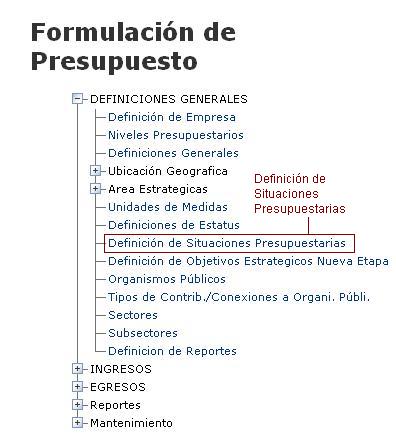 Formulación de
Presupuesto
DEFINICIONES GENERALES
Definición de Empresa
Niveles Presupuestarios
Definiciones Generales
Ubicación Geografica
Area Estrategicas
Definición de
Situaciones
Presupuestarias
Unidades de Medidas
Definiciones de Estatus
Definición de Situaciones Presupuestarias
Definición de Objetivos Estrategicos Nueva Etapa
Organismos Públicos
Tipos de Contrib./Conexiones a Organi. Públi.
Sectores
Subsectores
Definicion de Reportes
INGRESOS
EGRESOS
Reportes
Mantenimiento